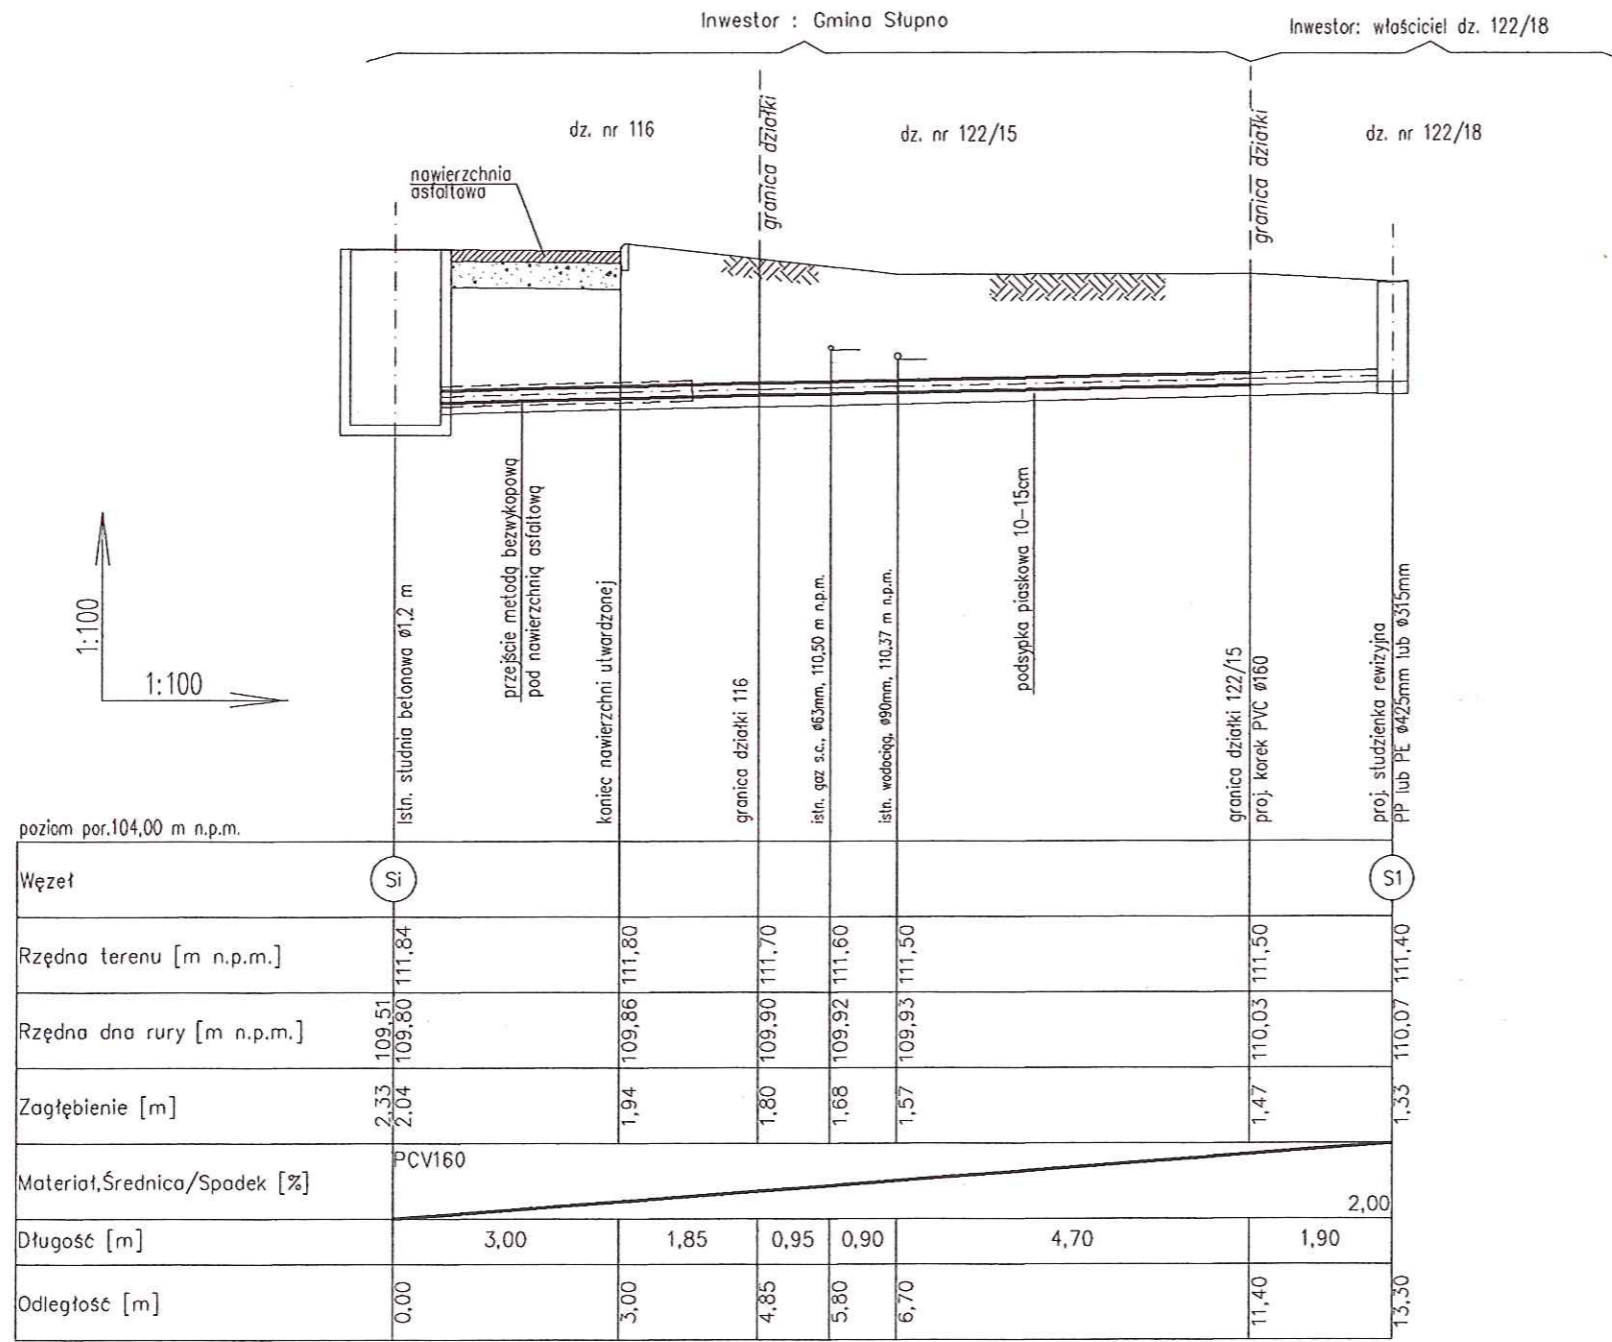 Inwestor : Gmina Słupno
Inwestor: właściciel dz. 122/18
dz. nr 116
granica działki
dz. nr 122/15
granica działki
dz. nr 122/18
nawierzchnia
asfaltowa
1:100
1:100
Istn. studnia betonowa ø1,2 m
przejście metodą bezwykopową
pod nawierzchnią asfaltową
koniec nawierzchni utwardzonej
granica działki 116
istn. gaz s.c., ø63mm, 110,50 m n.p.m.
istn. wodociąg, ø90mm, 110,37 m n.p.m.
podsypka piaskowa 10-15cm
granica działki 122/15
proj. korek PVC ø160
proj. studzienka rewizyjna
PP lub PE ø425mm lub ø315mm
poziom por.104,00 m n.p.m.
Węzeł Si S1
Rzędna terenu [m n.p.m.] 111,84 111,80 111,70 111,60 111,50 111,50 111,40
Rzędna dna rury [m n.p.m.] 109,51 109,80 109,86 109,90 109,92 109,93 110,03 110,07
Zagłębienie [m] 2,33 2,04 1,94 1,80 1,68 1,57 1,47 1,33
Materiał,Średnica/Spadek [%] PCV160 2,00
Długość [m] 3,00 1,85 0,95 0,90 4,70 1,90
Odległość [m] 0,00 3,00 4,85 5,80 6,70 11,40 13,30